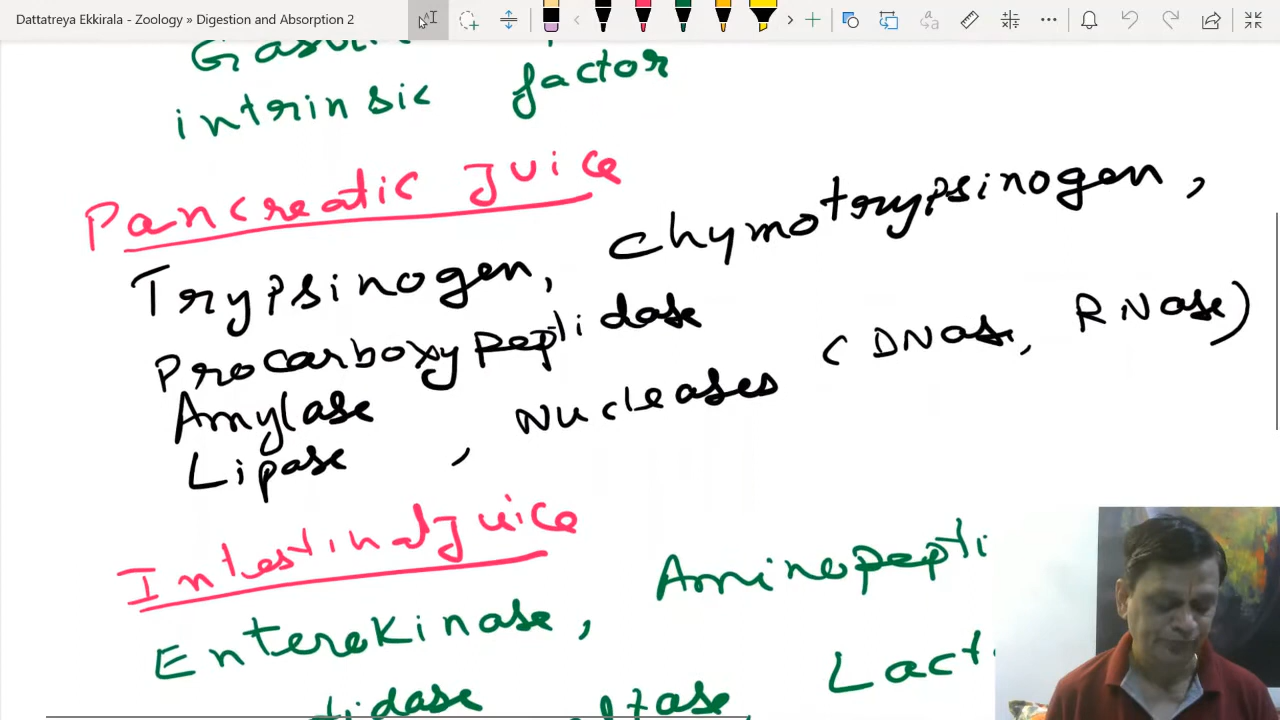 Dattatreya Ekkirala - Zoology » Digestion and Absorption 2
intrinsic factor
Pancreatic Juice
Trypsinogen, Chymotrypsinogen,
Procarboxypeptidase
Amylase
Lipase , Nucleases (DNase, RNase)
Intestinal Juice
Enterokinase, Aminopepti
Lact
idase